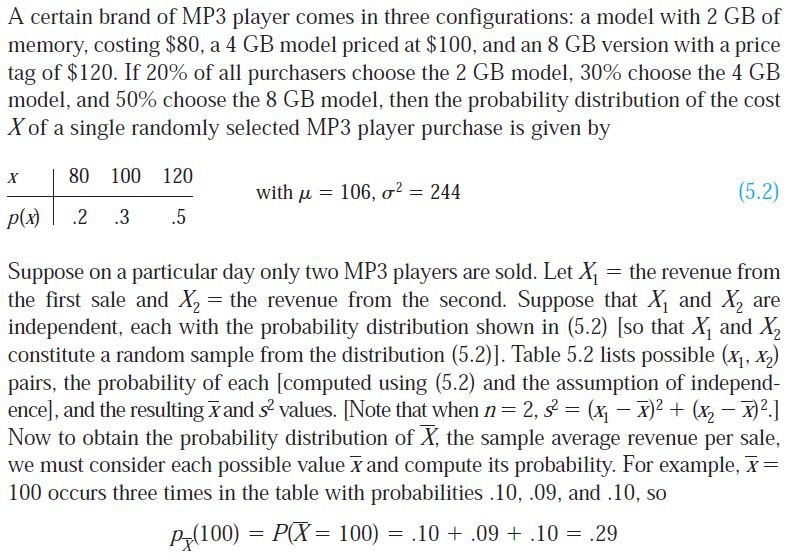 A certain brand of MP3 player comes in three configurations: a model with 2 GB of
memory, costing $80, a 4 GB model priced at $100, and an 8 GB version with a price
tag of $120. If 20% of all purchasers choose the 2 GB model, 30% choose the 4 GB
model, and 50% choose the 8 GB model, then the probability distribution of the cost
X of a single randomly selected MP3 player purchase is given by
x | 80 100 120
with μ = 106, σ² = 244 (5.2)
p(x) | .2 .3 .5
Suppose on a particular day only two MP3 players are sold. Let X₁ = the revenue from
the first sale and X₂ = the revenue from the second. Suppose that X₁ and X₂ are
independent, each with the probability distribution shown in (5.2) [so that X₁ and X₂
constitute a random sample from the distribution (5.2)]. Table 5.2 lists possible (x₁, x₂)
pairs, the probability of each [computed using (5.2) and the assumption of independ-
ence], and the resulting x̅ and s² values. [Note that when n = 2, s² = (x₁ − x̅)² + (x₂ − x̅)².]
Now to obtain the probability distribution of X̅, the sample average revenue per sale,
we must consider each possible value x̅ and compute its probability. For example, x̅ =
100 occurs three times in the table with probabilities .10, .09, and .10, so
p_X̅(100) = P(X̅ = 100) = .10 + .09 + .10 = .29